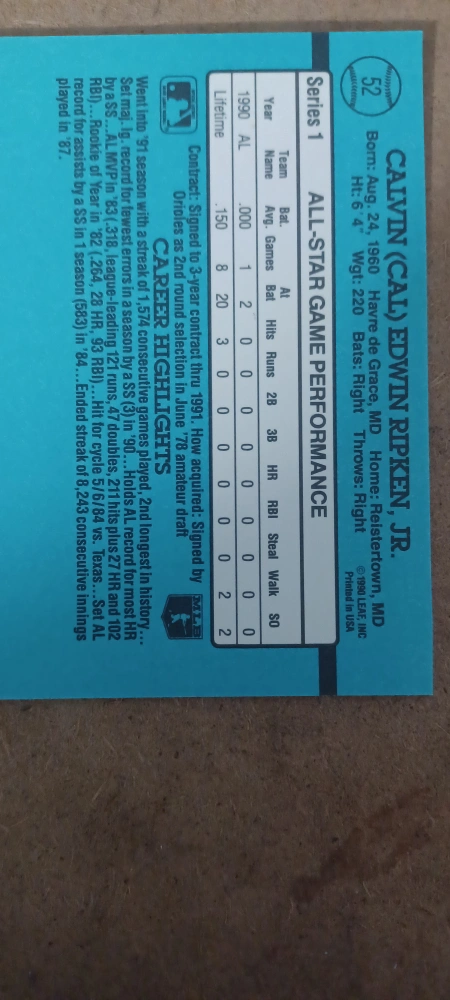 52
CALVIN (CAL) EDWIN RIPKEN, JR.
Born: Aug. 24, 1960 Havre de Grace, MD Home: Reistertown, MD
Ht: 6' 4" Wgt: 220 Bats: Right Throws: Right
© 1990 LEAF, INC
Printed in USA
Series 1 ALL-STAR GAME PERFORMANCE
Year Team Name Bat. Avg. Games At Bat Hits Runs 2B 3B HR RBI Steal Walk SO
1990 AL .000 1 2 0 0 0 0 0 0 0 0 0
Lifetime .150 8 20 3 0 0 0 0 0 0 2 2
Contract: Signed to 3-year contract thru 1991. How acquired: Signed by
Orioles as 2nd round selection in June '78 amateur draft
MLB
CAREER HIGHLIGHTS
Went into '91 season with a streak of 1,574 consecutive games played, 2nd longest in history...
Set maj. lg. record for fewest errors in a season by a SS (3) in '90...Holds AL record for most HR
by a SS...AL MVP in '83 (.318, league-leading 121 runs, 47 doubles, 211 hits plus 27 HR and 102
RBI)...Rookie of Year in '82 (.264, 28 HR, 93 RBI)...Hit for cycle 5/6/84 vs. Texas...Set AL
record for assists by a SS in 1 season (583) in '84...Ended streak of 8,243 consecutive innings
played in '87.